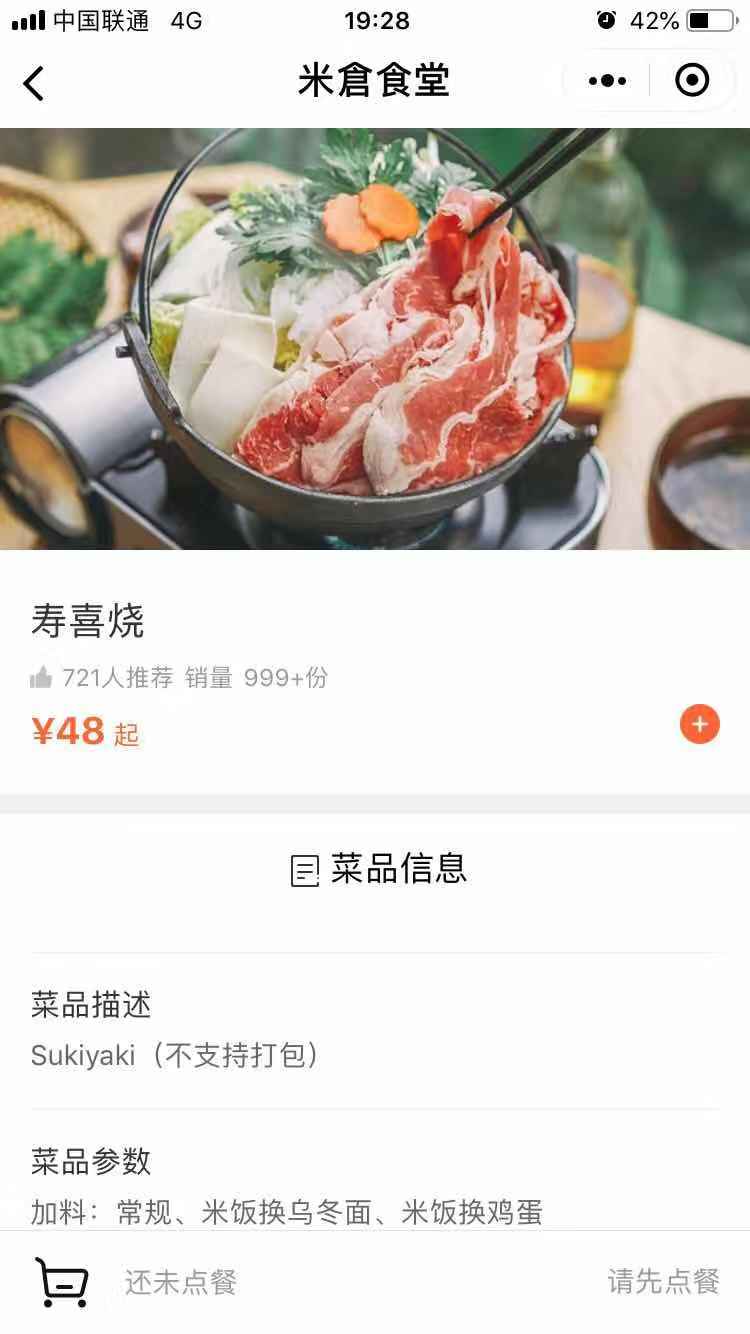 中国联通 4G 19:28 42%
米倉食堂
寿喜烧
721人推荐 销量 999+份
¥48 起
菜品信息
菜品描述
Sukiyaki（不支持打包）
菜品参数
加料：常规、米饭换乌冬面、米饭换鸡蛋
还未点餐 请先点餐